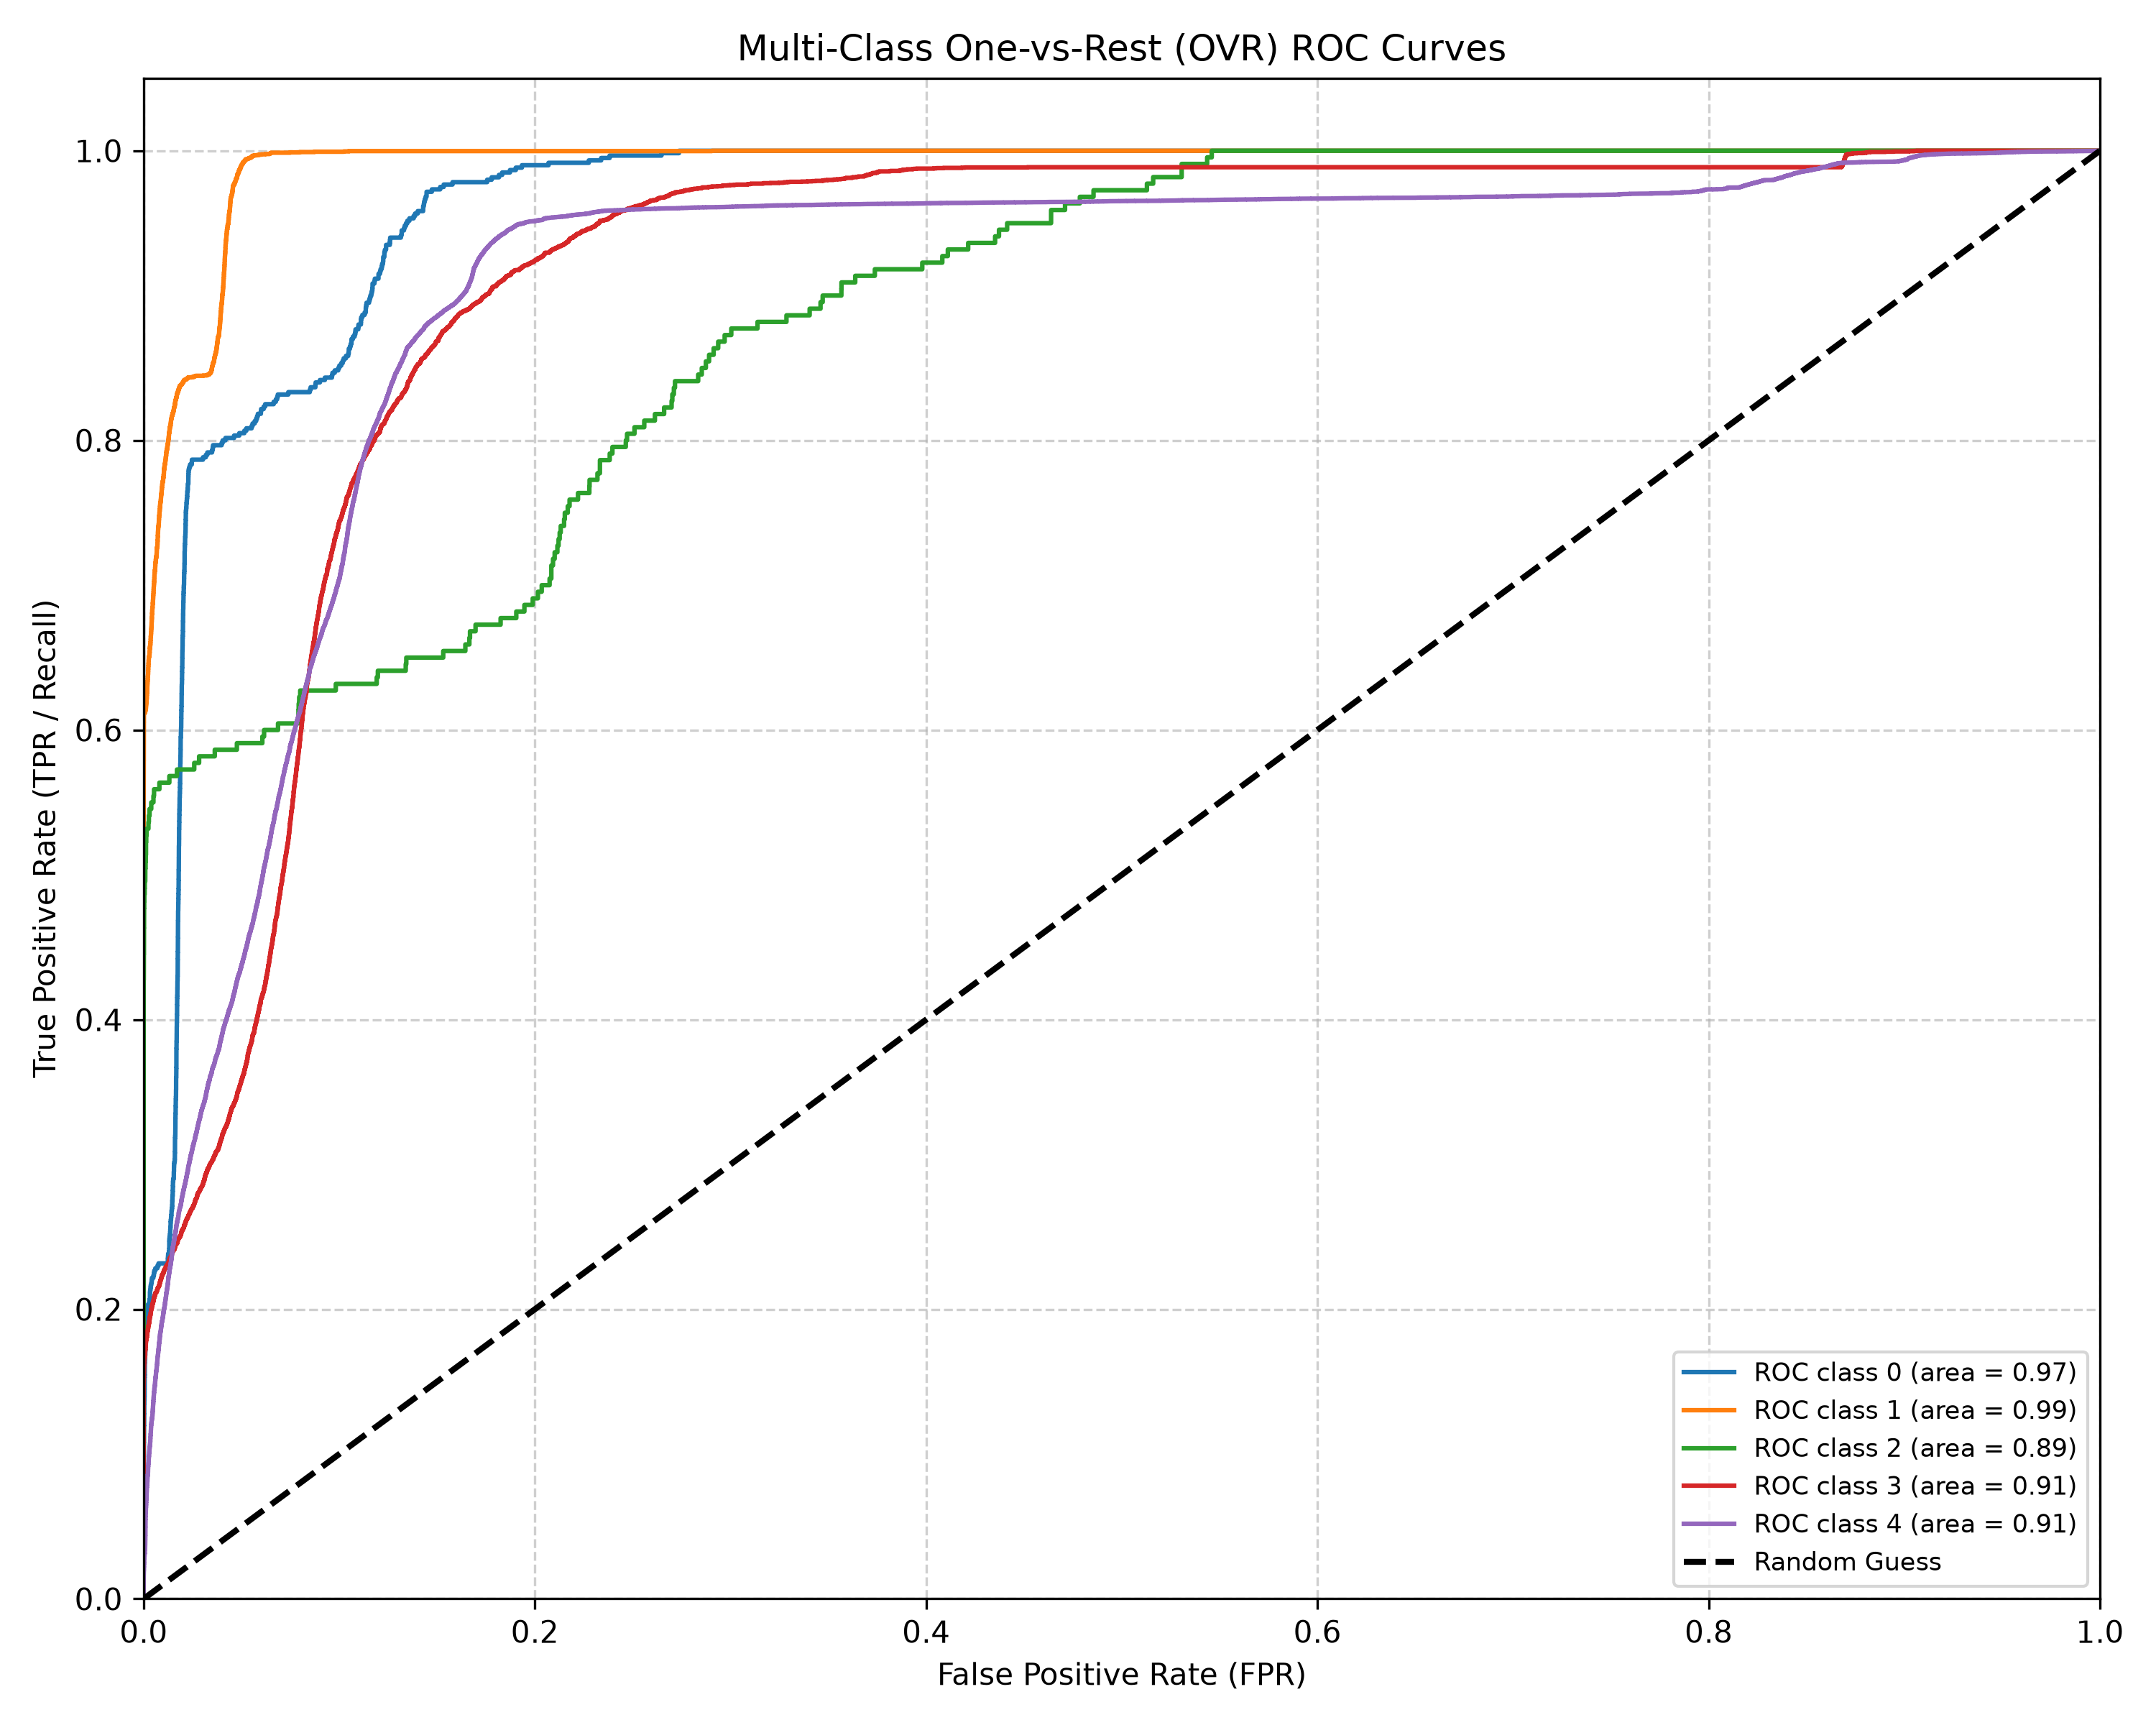 Multi-Class One-vs-Rest (OVR) ROC Curves
True Positive Rate (TPR / Recall)
1.0
0.8
0.6
0.4
0.2
0.0
0.0 0.2 0.4 0.6 0.8 1.0
False Positive Rate (FPR)
ROC class 0 (area = 0.97)
ROC class 1 (area = 0.99)
ROC class 2 (area = 0.89)
ROC class 3 (area = 0.91)
ROC class 4 (area = 0.91)
Random Guess